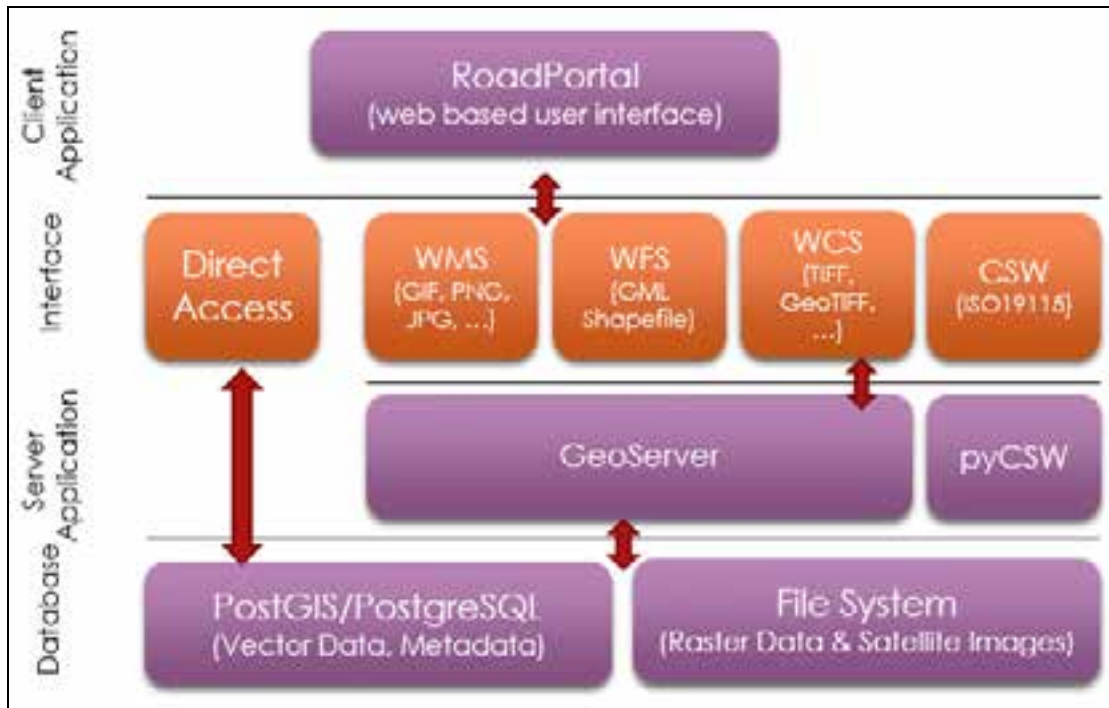 Client
Application
RoadPortal
(web based user interface)
Interface
Direct
Access
WMS
(GIF, PNG,
JPG, ...)
WFS
(GML
Shapefile)
WCS
(TIFF,
GeoTIFF,
...)
CSW
(ISO19115)
Server
Application
GeoServer
pyCSW
Database
PostGIS/PostgreSQL
(Vector Data, Metadata)
File System
(Raster Data & Satellite Images)